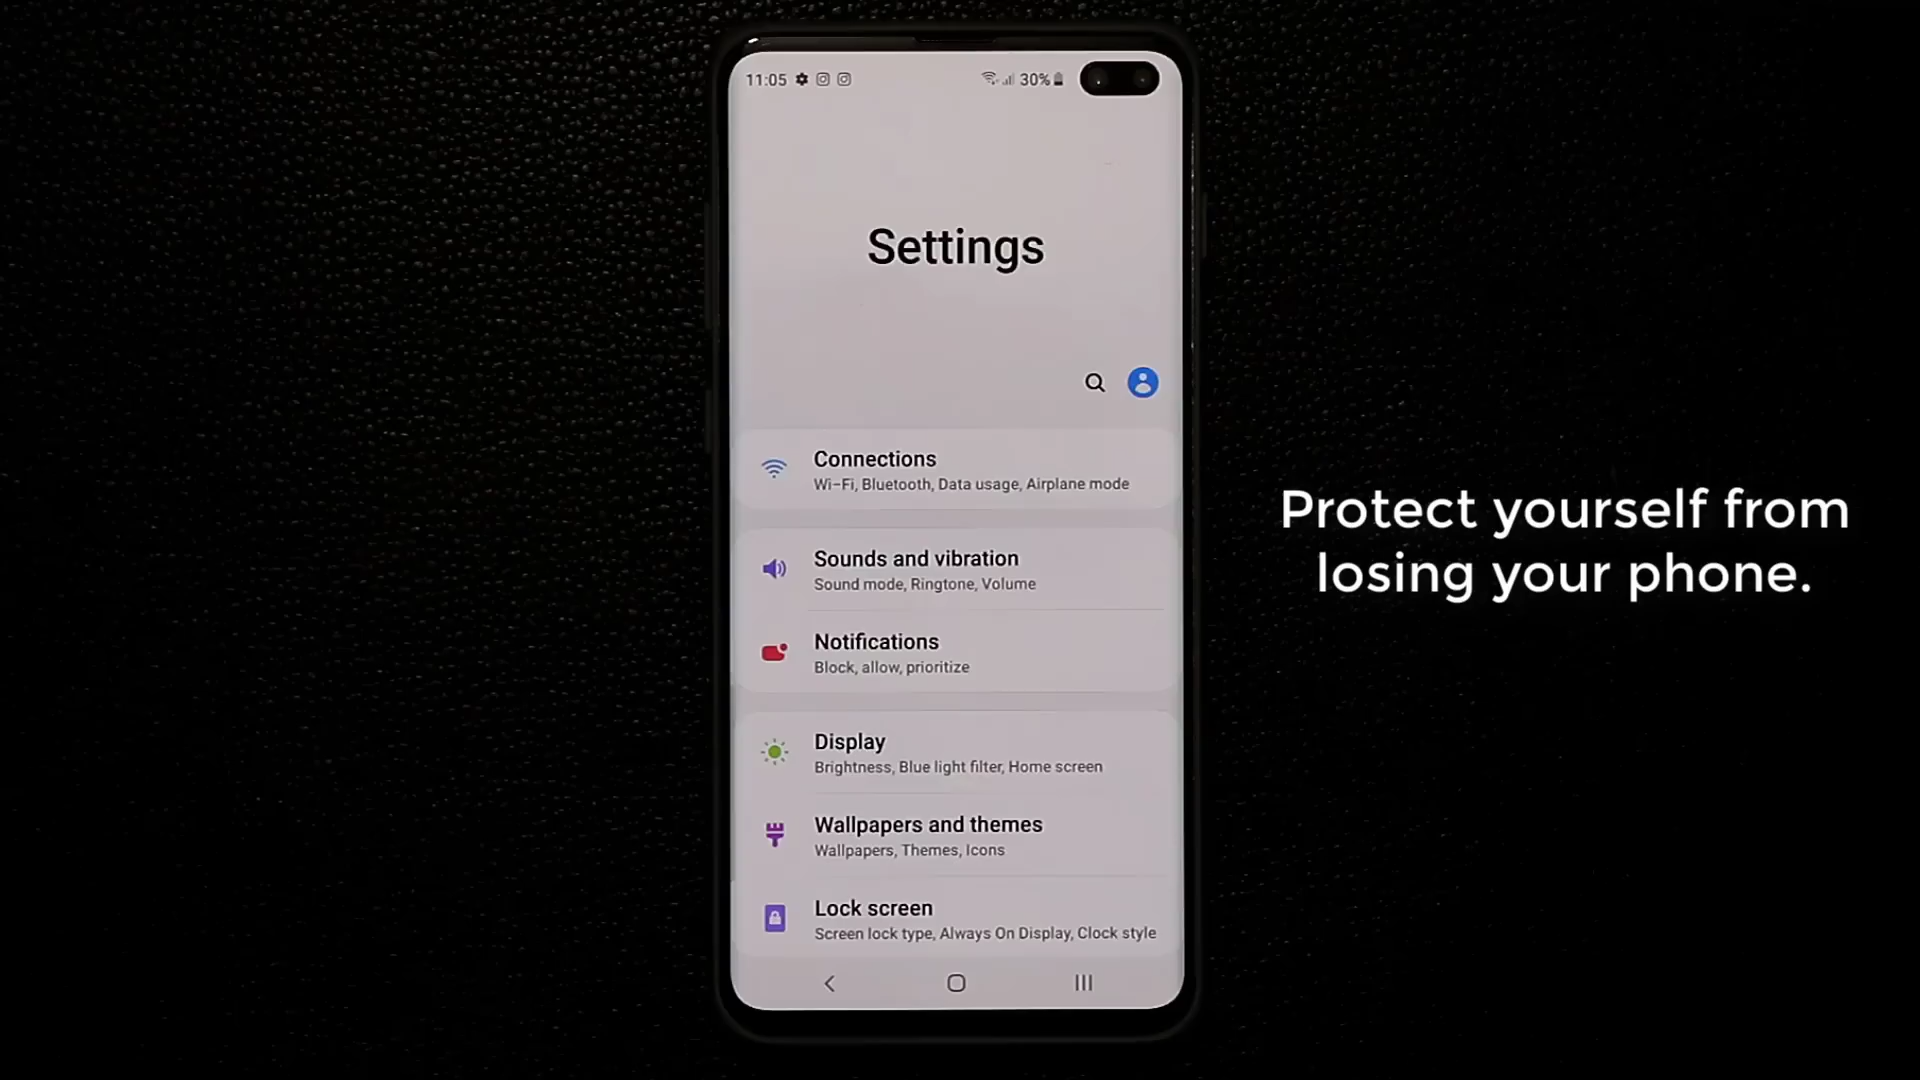 11:05
30%
Settings
Connections
Wi-Fi, Bluetooth, Data usage, Airplane mode
Sounds and vibration
Sound mode, Ringtone, Volume
Notifications
Block, allow, prioritize
Display
Brightness, Blue light filter, Home screen
Wallpapers and themes
Wallpapers, Themes, Icons
Lock screen
Screen lock type, Always On Display, Clock style
Protect yourself from
losing your phone.